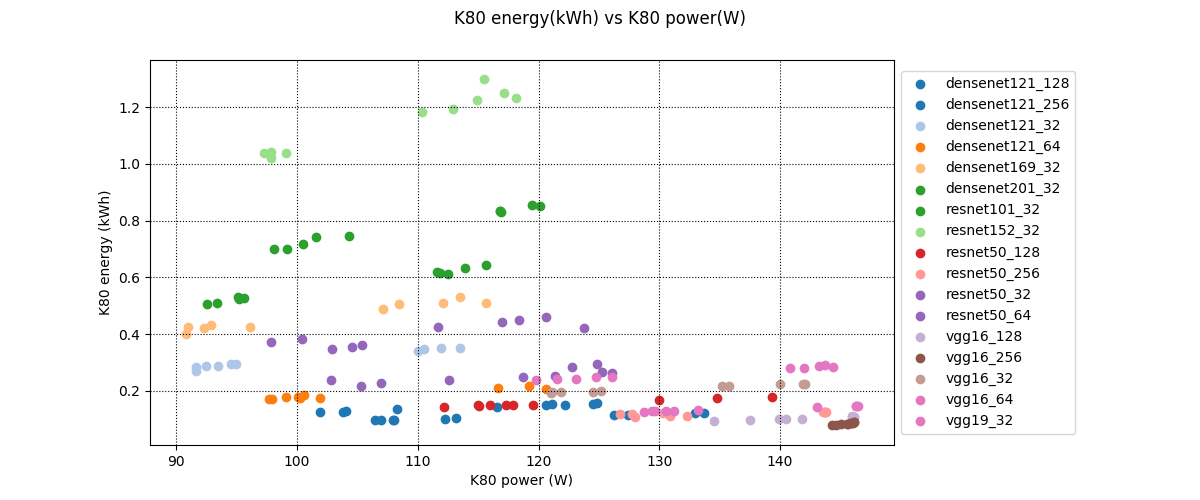 K80 energy(kWh) vs K80 power(W)
1.2
1.0
0.8
0.6
0.4
0.2
K80 energy (kWh)
90
100
110
120
130
140
K80 power (W)
densenet121_128
densenet121_256
densenet121_32
densenet121_64
densenet169_32
densenet201_32
resnet101_32
resnet152_32
resnet50_128
resnet50_256
resnet50_32
resnet50_64
vgg16_128
vgg16_256
vgg16_32
vgg16_64
vgg19_32